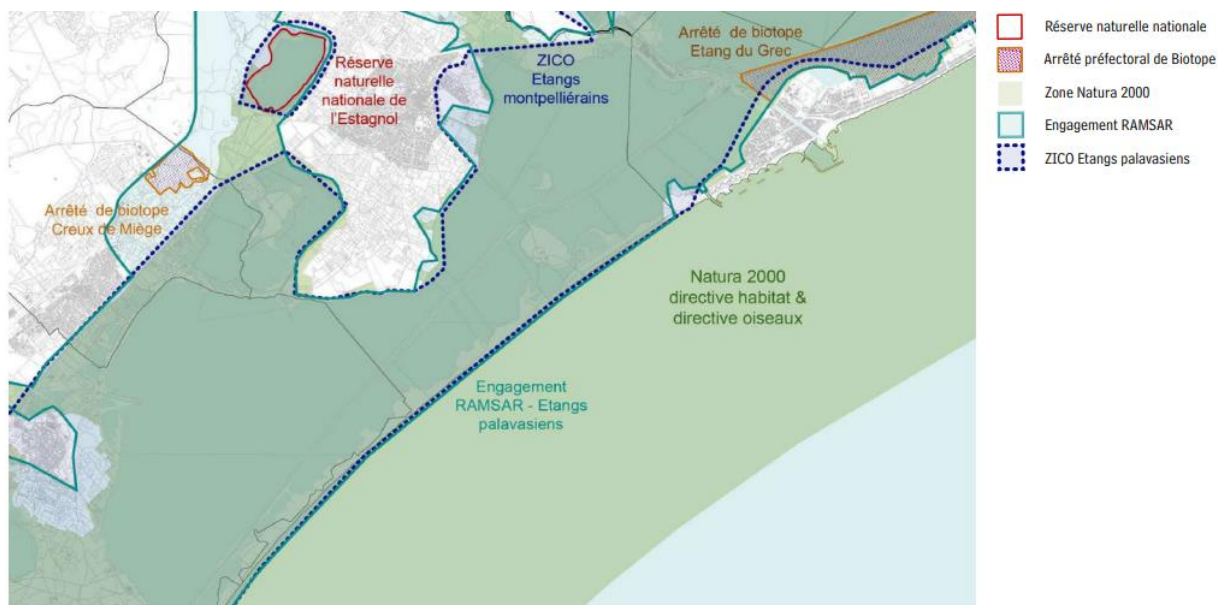 Réserve
naturelle
nationale de
l'Estagnol
ZICO
Etangs
montpelliérains
Arrêté de biotope
Etang du Grec
Arrêté de biotope
Creux de Miège
Natura 2000
directive habitat &
directive oiseaux
Engagement
RAMSAR - Etangs
palavasiens
Réserve naturelle nationale
Arrêté préfectoral de Biotope
Zone Natura 2000
Engagement RAMSAR
ZICO Etangs palavasiens